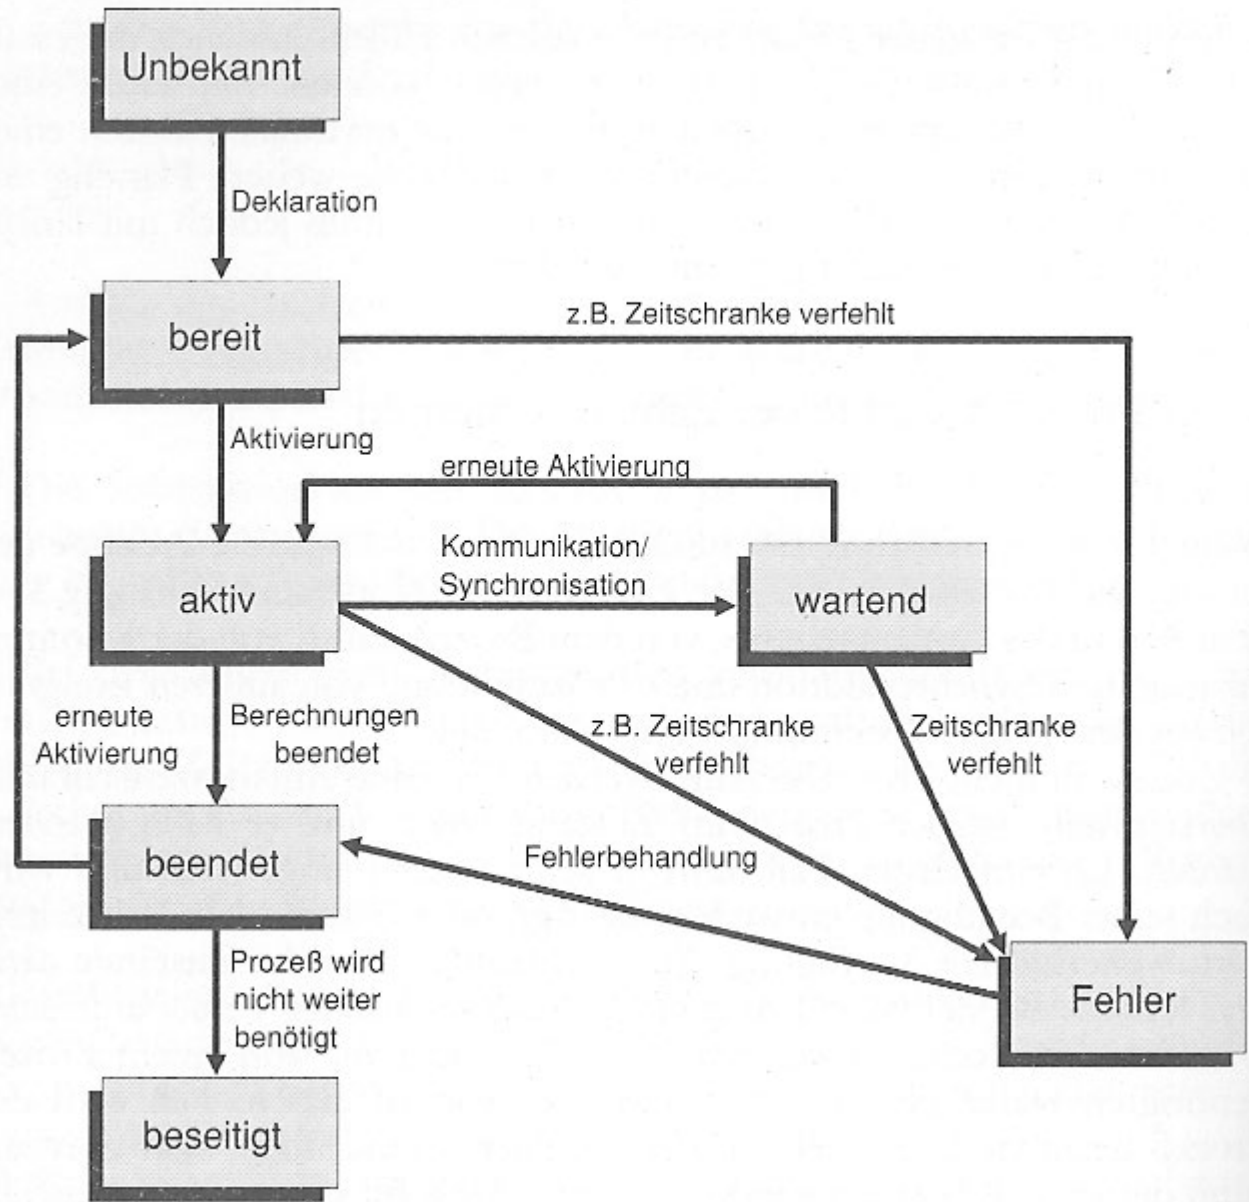 Unbekannt
Deklaration
bereit
z.B. Zeitschranke verfehlt
Aktivierung
erneute Aktivierung
Kommunikation/
Synchronisation
aktiv
wartend
erneute
Aktivierung
Berechnungen
beendet
z.B. Zeitschranke
verfehlt
Zeitschranke
verfehlt
beendet
Fehlerbehandlung
Prozeß wird
nicht weiter
benötigt
Fehler
beseitigt